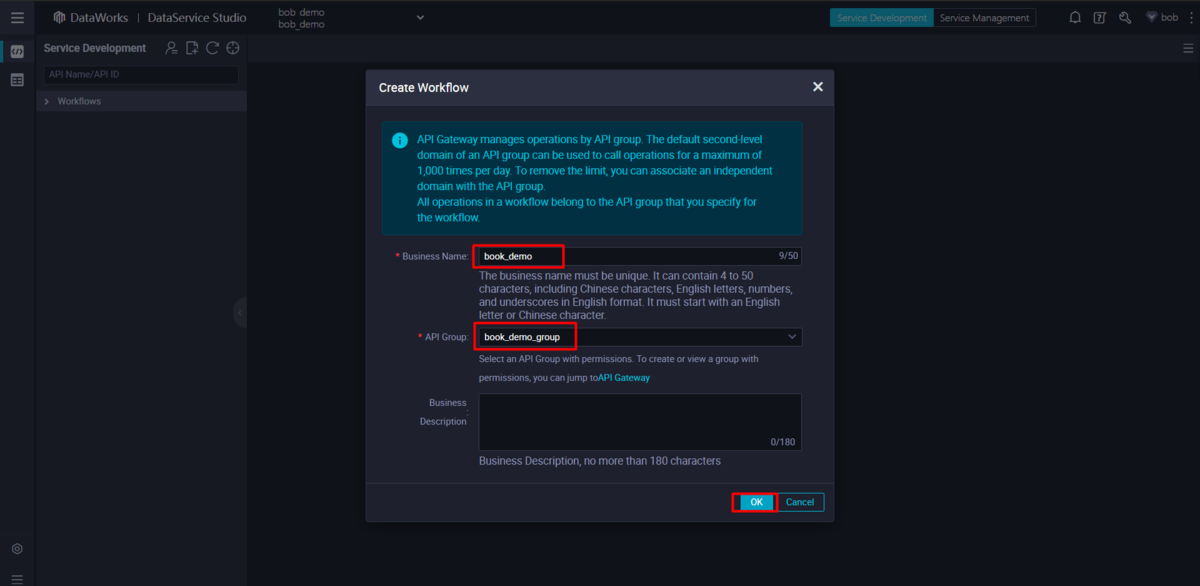 DataWorks | DataService Studio
bob_demo
bob_demo
Service Development
Service Management
bob
Service Development
API Name/API ID
Workflows
Create Workflow
API Gateway manages operations by API group. The default second-level
domain of an API group can be used to call operations for a maximum of
1,000 times per day. To remove the limit, you can associate an independent
domain with the API group.
All operations in a workflow belong to the API group that you specify for
the workflow.
* Business Name: book_demo 9/50
The business name must be unique. It can contain 4 to 50
characters, including Chinese characters, English letters, numbers,
and underscores in English format. It must start with an English
letter or Chinese character.
* API Group: book_demo_group
Select an API Group with permissions. To create or view a group with
permissions, you can jump toAPI Gateway
Business
Description
:
0/180
Business Description, no more than 180 characters
OK
Cancel